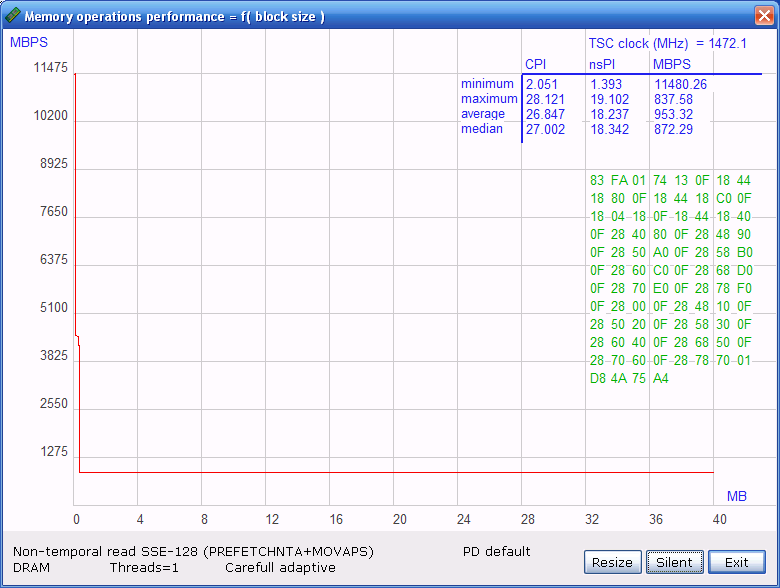 Memory operations performance = f( block size )
MBPS
TSC clock (MHz) = 1472.1
CPI nsPI MBPS
minimum 2.051 1.393 11480.26
maximum 28.121 19.102 837.58
average 26.847 18.237 953.32
median 27.002 18.342 872.29
11475
10200
8925
7650
6375
5100
3825
2550
1275
83 FA 01 74 13 0F 18 44
18 80 0F 18 44 18 C0 0F
18 04 18 0F 18 44 18 40
0F 28 40 80 0F 28 48 90
0F 28 50 A0 0F 28 58 B0
0F 28 60 C0 0F 28 68 D0
0F 28 70 E0 0F 28 78 F0
0F 28 00 0F 28 48 10 0F
28 50 20 0F 28 58 30 0F
28 60 40 0F 28 68 50 0F
28 70 60 0F 28 78 70 01
D8 4A 75 A4
MB
0 4 8 12 16 20 24 28 32 36 40
Non-temporal read SSE-128 (PREFETCHNTA+MOVAPS) PD default
DRAM Threads=1 Carefull adaptive
Resize Silent Exit